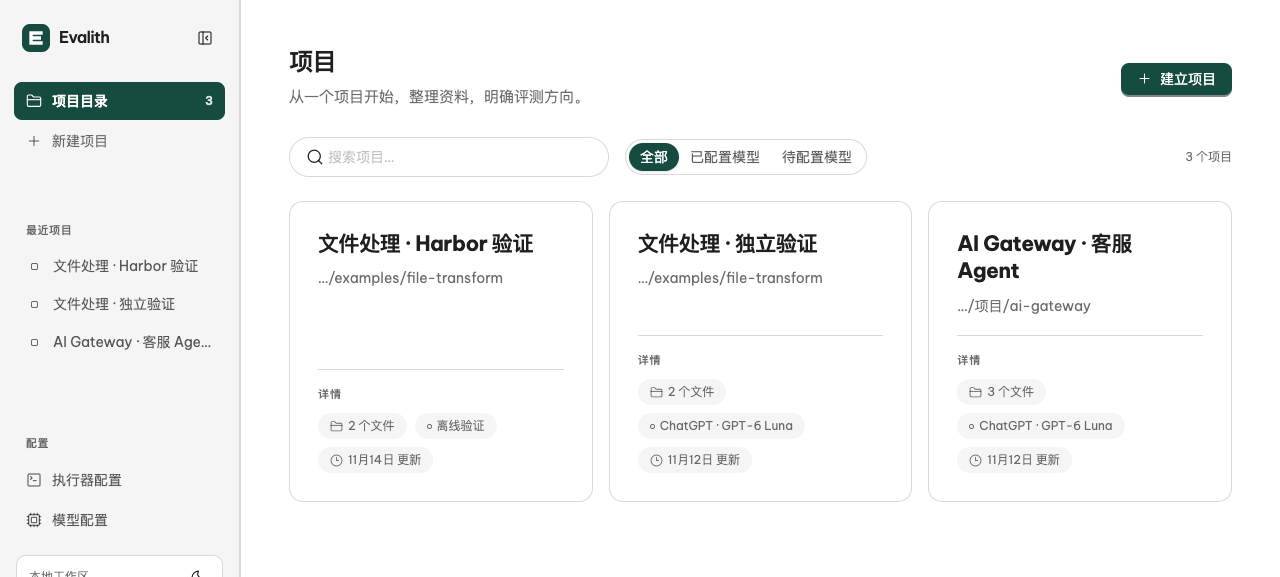 Evalith
项目目录 3
新建项目
最近项目
文件处理 · Harbor 验证
文件处理 · 独立验证
AI Gateway · 客服 Age...
配置
执行器配置
模型配置
本地工作区
项目
从一个项目开始，整理资料，明确评测方向。
建立项目
搜索项目...
全部 已配置模型 待配置模型
3 个项目
文件处理 · Harbor 验证
.../examples/file-transform
详情
2 个文件 离线验证
11月14日 更新
文件处理 · 独立验证
.../examples/file-transform
详情
2 个文件
ChatGPT · GPT-6 Luna
11月12日 更新
AI Gateway · 客服
Agent
.../项目/ai-gateway
详情
3 个文件
ChatGPT · GPT-6 Luna
11月12日 更新